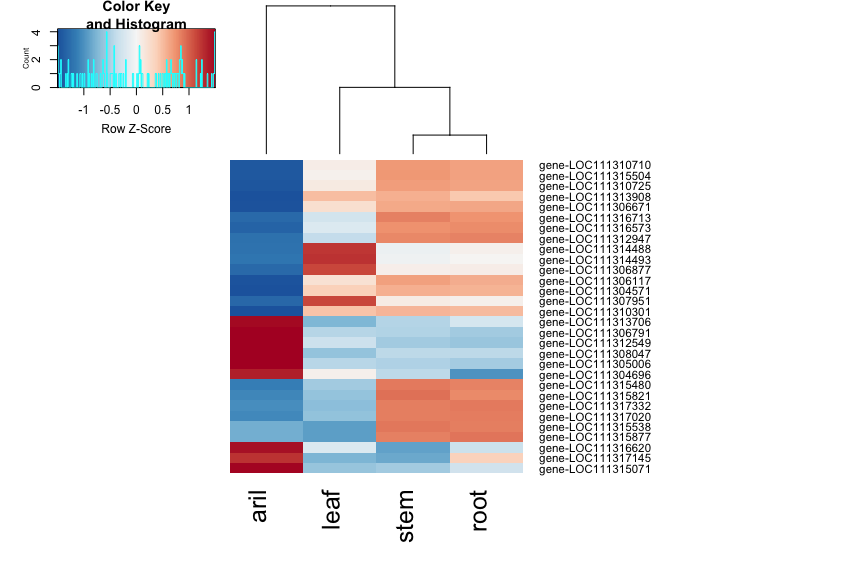 Color Key
and Histogram
Count
0 2 4
-1 -0.5 0 0.5 1
Row Z-Score
gene-LOC111310710
gene-LOC111315504
gene-LOC111310725
gene-LOC111313908
gene-LOC111306671
gene-LOC111316713
gene-LOC111316573
gene-LOC111312947
gene-LOC111314488
gene-LOC111314493
gene-LOC111306877
gene-LOC111306117
gene-LOC111304571
gene-LOC111307951
gene-LOC111310301
gene-LOC111313706
gene-LOC111306791
gene-LOC111312549
gene-LOC111308047
gene-LOC111305006
gene-LOC111304696
gene-LOC111315480
gene-LOC111315821
gene-LOC111317332
gene-LOC111317020
gene-LOC111315538
gene-LOC111315877
gene-LOC111316620
gene-LOC111317145
gene-LOC111315071
aril leaf stem root